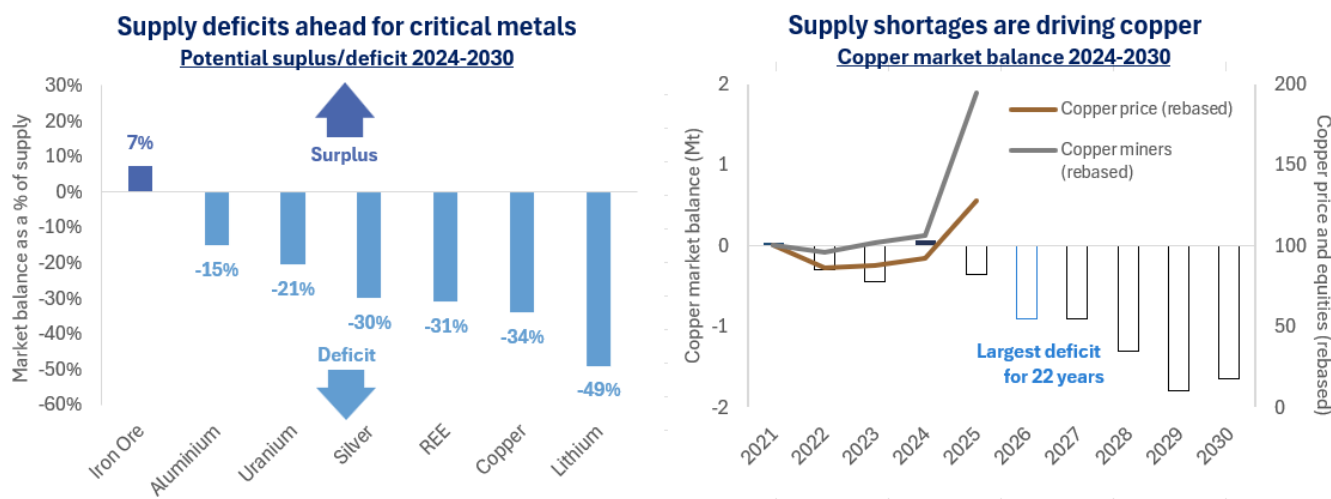 Supply deficits ahead for critical metals
Potential suplus/deficit 2024-2030
Market balance as a % of supply
30%
20%
10%
0%
-10%
-20%
-30%
-40%
-50%
-60%
7%
Surplus
-15%
-21%
-30%
-31%
-34%
-49%
Deficit
Iron Ore
Aluminium
Uranium
Silver
REE
Copper
Lithium
Supply shortages are driving copper
Copper market balance 2024-2030
Copper market balance (Mt)
2
1
0
-1
-2
Copper price (rebased)
Copper miners
(rebased)
Largest deficit
for 22 years
200
150
100
50
0
Copper price and
equities (rebased)
2021
2022
2023
2024
2025
2026
2027
2028
2029
2030